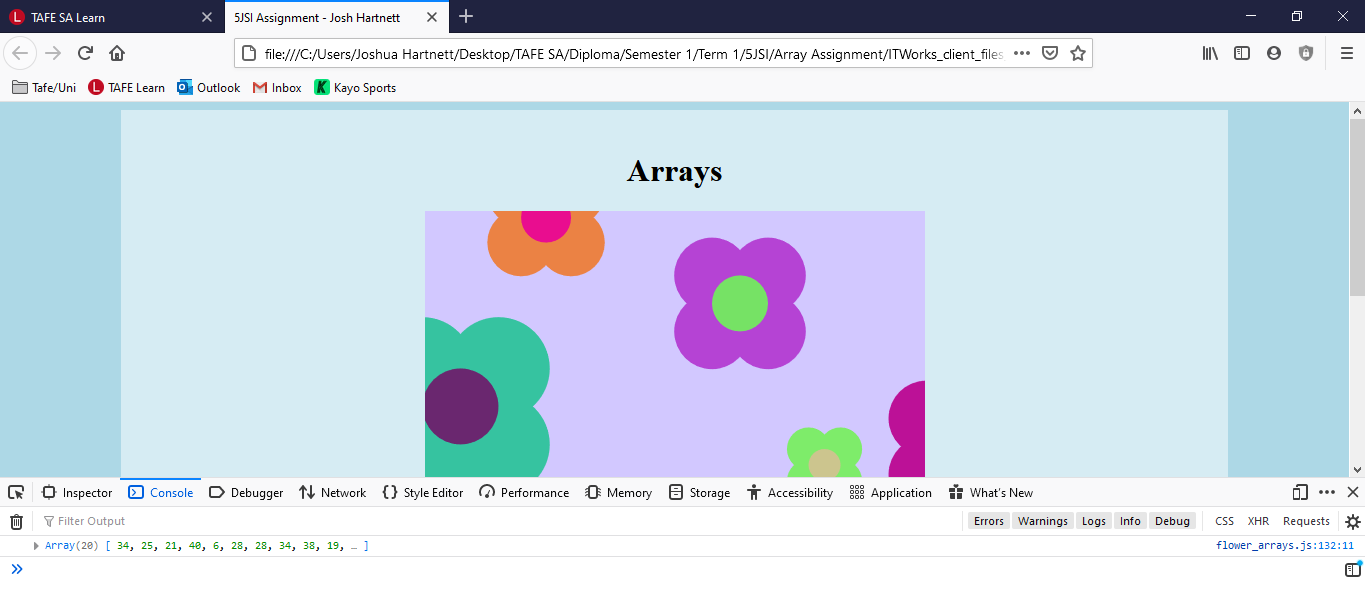 TAFE SA Learn
5JSI Assignment - Josh Hartnett
file:///C:/Users/Joshua Hartnett/Desktop/TAFE SA/Diploma/Semester 1/Term 1/5JSI/Array Assignment/ITWorks_client_files
Tafe/Uni TAFE Learn Outlook Inbox Kayo Sports
Arrays
Inspector Console Debugger Network Style Editor Performance Memory Storage Accessibility Application What's New
Filter Output Errors Warnings Logs Info Debug CSS XHR Requests
Array(20) [ 34, 25, 21, 40, 6, 28, 28, 34, 38, 19, … ] flower_arrays.js:132:11